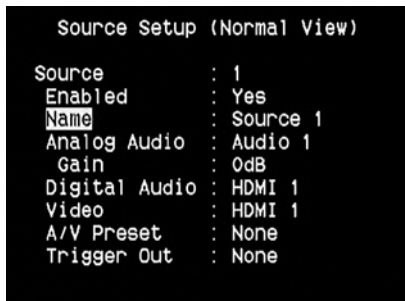 Source Setup (Normal View)
Source : 1
Enabled : Yes
Name : Source 1
Analog Audio : Audio 1
Gain : 0dB
Digital Audio : HDMI 1
Video : HDMI 1
A/V Preset : None
Trigger Out : None